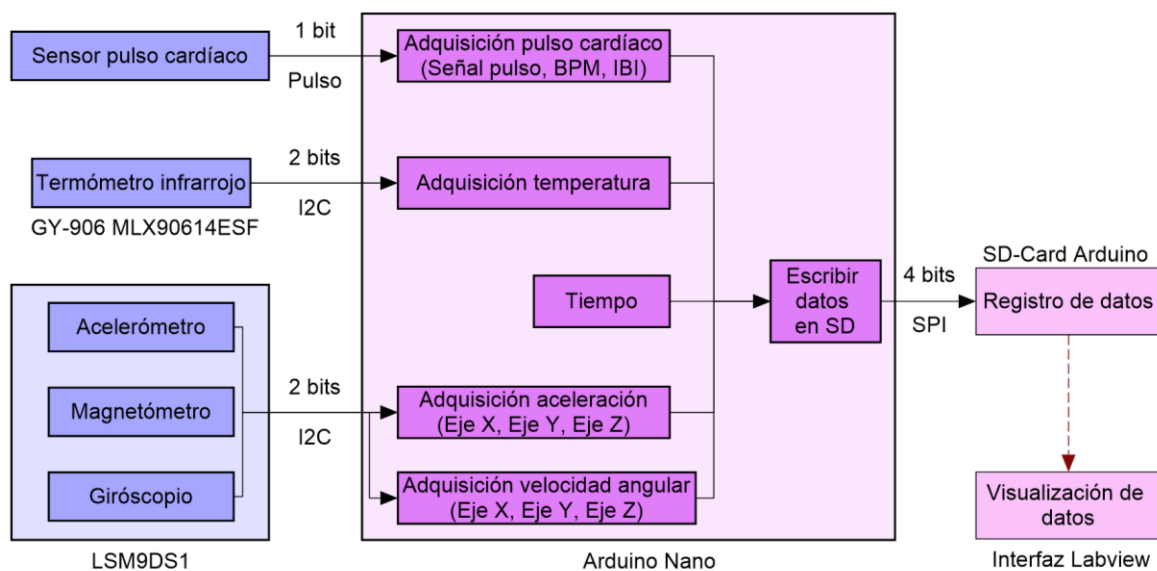 Sensor pulso cardíaco
1 bit
Pulso
Adquisición pulso cardíaco
(Señal pulso, BPM, IBI)
Termómetro infrarrojo
GY-906 MLX90614ESF
2 bits
I2C
Adquisición temperatura
Tiempo
Escribir
datos
en SD
4 bits
SPI
SD-Card Arduino
Registro de datos
Acelerómetro
Magnetómetro
Giróscopio
LSM9DS1
2 bits
I2C
Adquisición aceleración
(Eje X, Eje Y, Eje Z)
Adquisición velocidad angular
(Eje X, Eje Y, Eje Z)
Arduino Nano
Visualización de
datos
Interfaz Labview